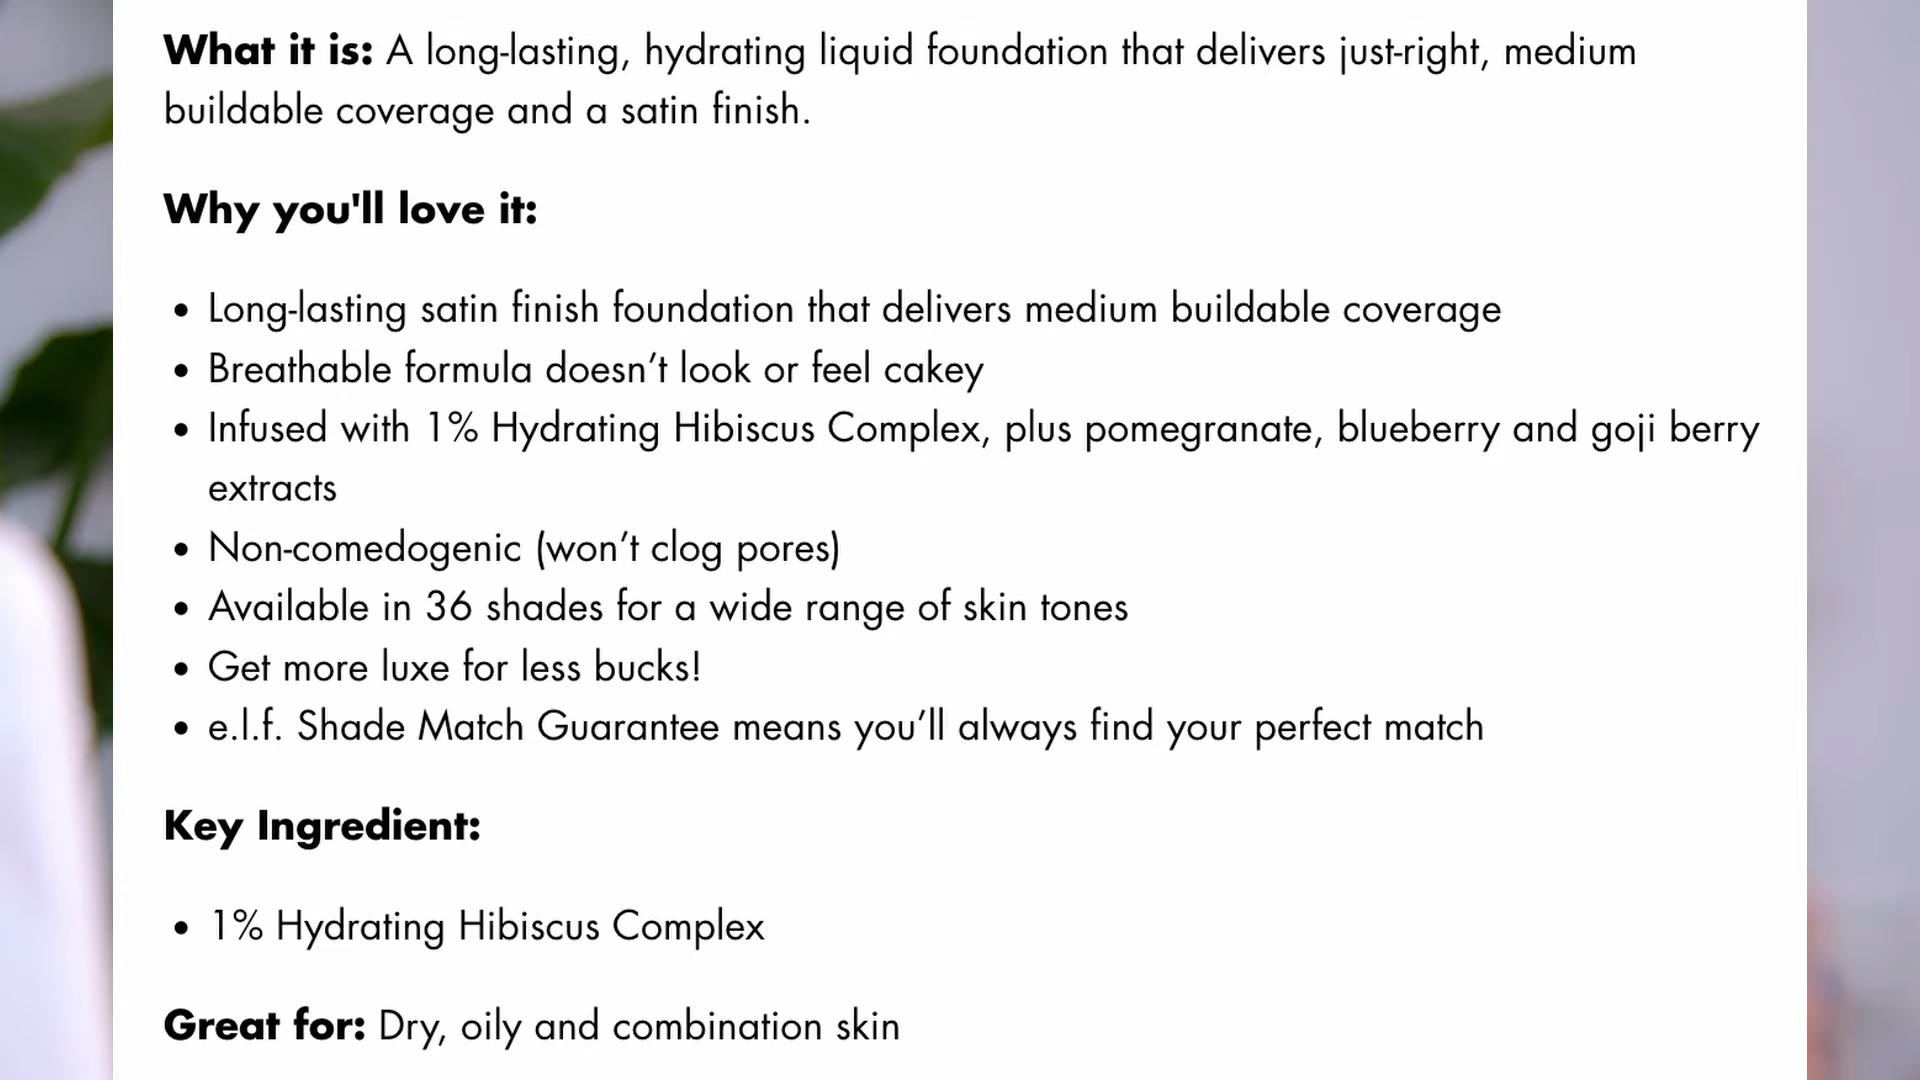 What it is: A long-lasting, hydrating liquid foundation that delivers just-right, medium
buildable coverage and a satin finish.
Why you'll love it:
• Long-lasting satin finish foundation that delivers medium buildable coverage
• Breathable formula doesn’t look or feel cakey
• Infused with 1% Hydrating Hibiscus Complex, plus pomegranate, blueberry and goji berry
extracts
• Non-comedogenic (won’t clog pores)
• Available in 36 shades for a wide range of skin tones
• Get more luxe for less bucks!
• e.l.f. Shade Match Guarantee means you’ll always find your perfect match
Key Ingredient:
• 1% Hydrating Hibiscus Complex
Great for: Dry, oily and combination skin